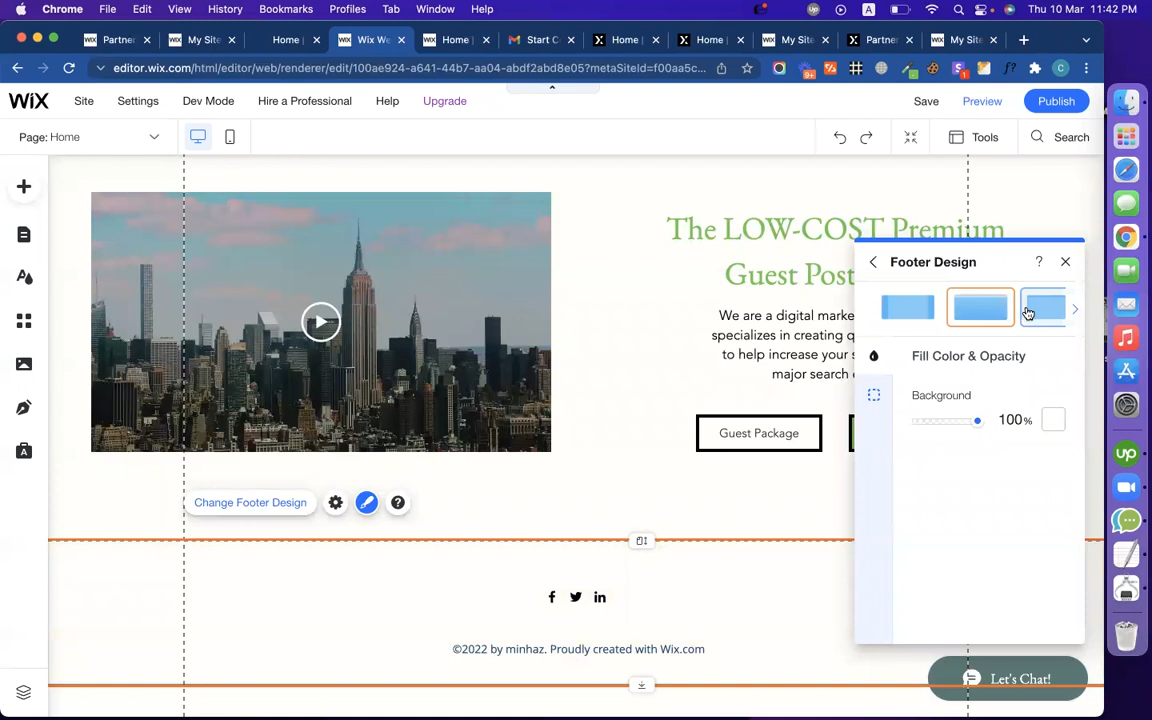 Chrome File Edit View History Bookmarks Profiles Tab Window Help
Thu 10 Mar 11:42 PM
Partne My Sit Home | Wix We Home | Start C Home | Home | My Sit Partner My Sit
editor.wix.com/html/editor/web/renderer/edit/100ae924-a641-44b7-aa04-abdf2abd8e05?metaSiteId=f00aa5c...
WiX Site Settings Dev Mode Hire a Professional Help Upgrade
Save Preview Publish
Page: Home
Tools Search
The LOW-COST Premium
Guest Post
We are a digital marke
specializes in creating q
to help increase your s
major search
Guest Package
Footer Design ?
Fill Color & Opacity
Background
100%
Change Footer Design
©2022 by minhaz. Proudly created with Wix.com
Let's Chat!